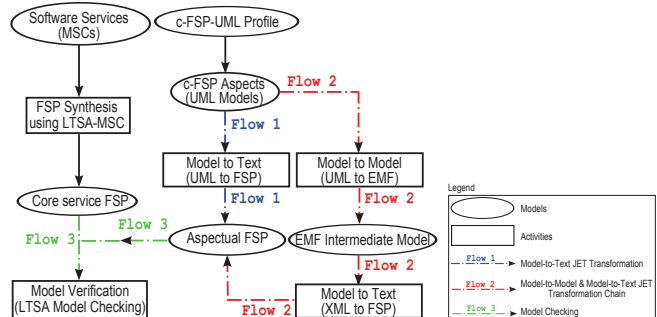 Software Services
(MSCs)
c-FSP-UML Profile
c-FSP Aspects
(UML Models)
Flow 2
Flow 1
FSP Synthesis
using LTSA-MSC
Model to Text
(UML to FSP)
Model to Model
(UML to EMF)
Flow 1
Flow 2
Core service FSP
Flow 3
Flow 3
Aspectual FSP
EMF Intermediate Model
Flow 2
Model Verification
(LTSA Model Checking)
Flow 2
Model to Text
(XML to FSP)
Legend
Models
Activities
Flow 1
Model-to-Text JET Transformation
Flow 2
Model-to-Model & Model-to-Text JET
Transformation Chain
Flow 3
Model Checking